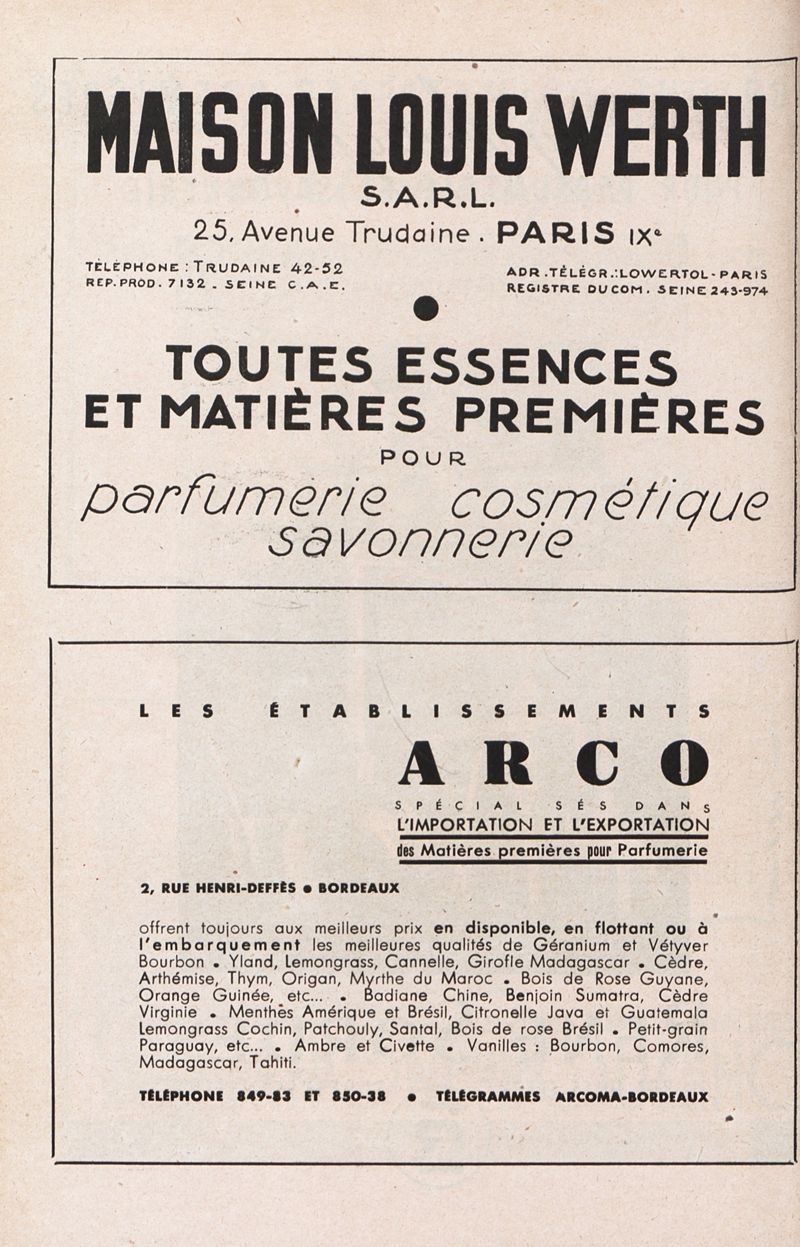 MAISON LOUIS WERTH
S.A.R.L.
25, Avenue Trudaine. PARIS IXe
TÉLÉPHONE : TRUDAINE 42-52
REP. PROD. 7132 - SEINE C.A.E.
ADR. TÉLÉGR.: LOWERTOL-PARIS
REGISTRE DU COM. SEINE 243-974
●
TOUTES ESSENCES
ET MATIÈRES PREMIÈRES
POUR
parfumerie cosmétique
savonnerie
LES ÉTABLISSEMENTS
ARCO
SPÉCIAL SÉS DANS
L'IMPORTATION ET L'EXPORTATION
des Matières premières pour Parfumerie
2, RUE HENRI-DEFFÈS ● BORDEAUX
offrent toujours aux meilleurs prix en disponible, en flottant ou à
l'embarquement les meilleures qualités de Géranium et Vétyver
Bourbon • Yland, Lemongrass, Cannelle, Girofle Madagascar • Cèdre,
Arthémise, Thym, Origan, Myrthe du Maroc • Bois de Rose Guyane,
Orange Guinée, etc... • Badiane Chine, Benjoin Sumatra, Cèdre
Virginie • Menthes Amérique et Brésil, Citronelle Java et Guatemala
Lemongrass Cochin, Patchouly, Santal, Bois de rose Brésil • Petit-grain
Paraguay, etc... • Ambre et Civette • Vanilles : Bourbon, Comores,
Madagascar, Tahiti.
TÉLÉPHONE 849-83 ET 850-38 ● TÉLÉGRAMMES ARCOMA-BORDEAUX